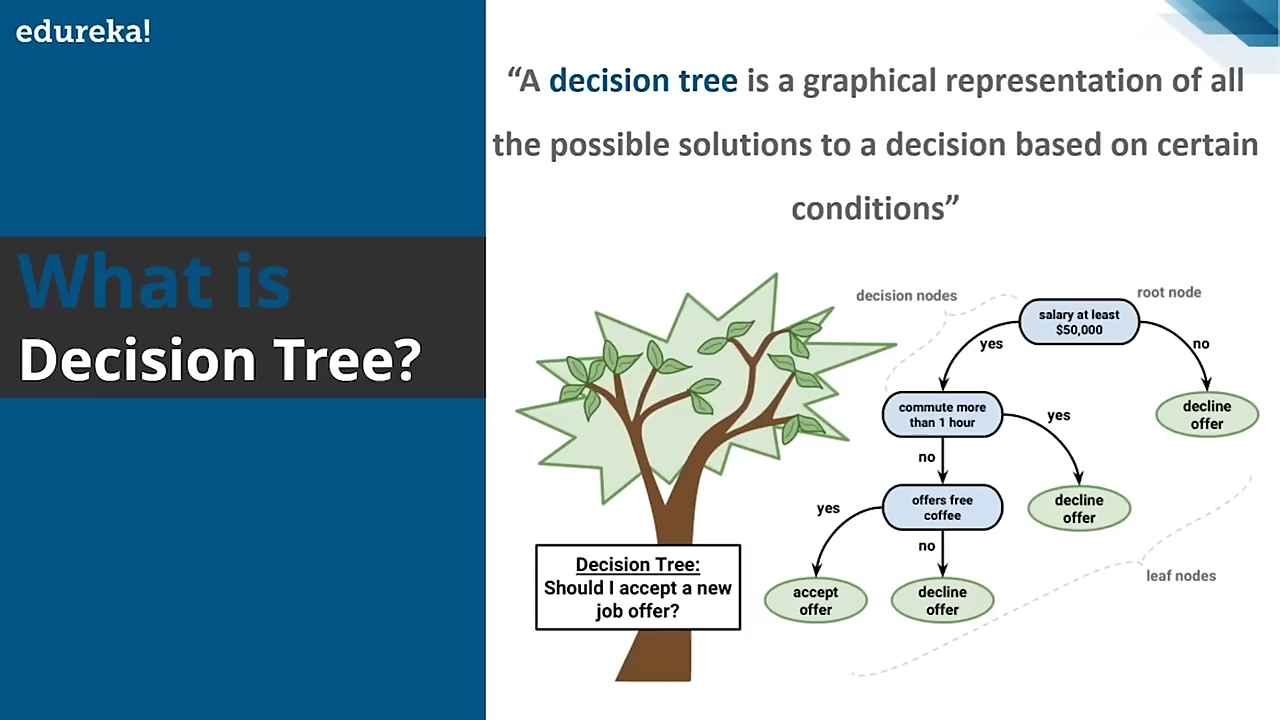 edureka!
What is
Decision Tree?
“A decision tree is a graphical representation of all
the possible solutions to a decision based on certain
conditions”
decision nodes
root node
salary at least
$50,000
yes
no
commute more
than 1 hour
decline
offer
yes
no
offers free
coffee
decline
offer
yes
no
accept
offer
decline
offer
leaf nodes
Decision Tree:
Should I accept a new
job offer?